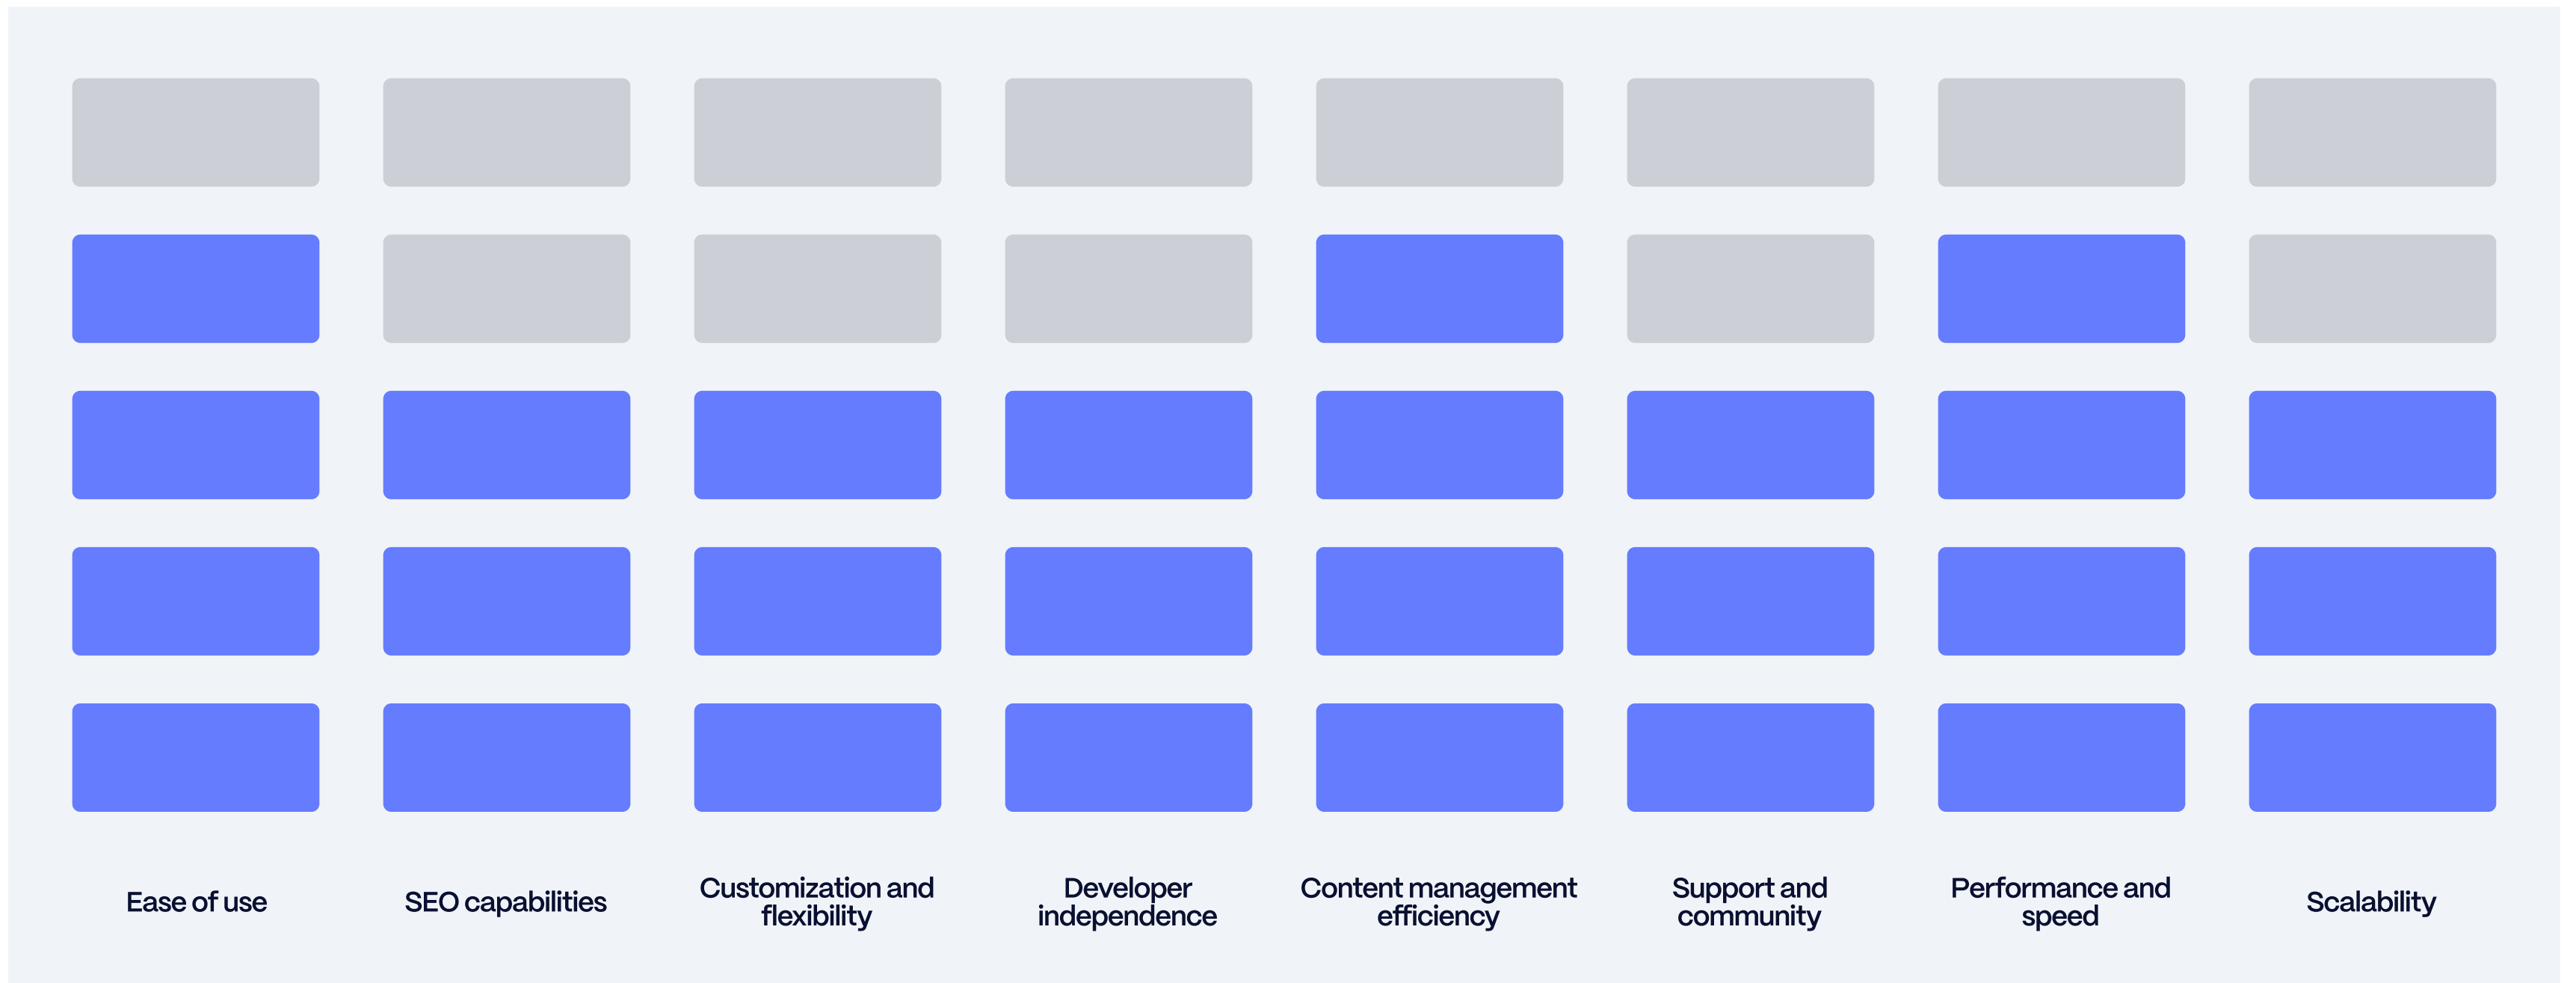 Ease of use
SEO capabilities
Customization and
flexibility
Developer
independence
Content management
efficiency
Support and
community
Performance and
speed
Scalability